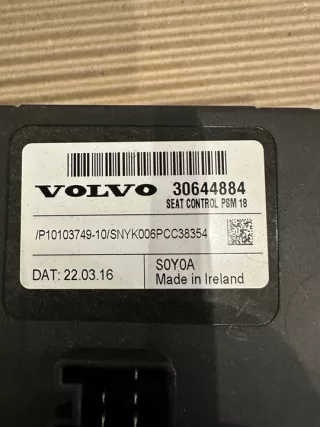 VOLVO 30644884
SEAT CONTROL PSM 18
/P10103749-10/SNYK006PCC38354
DAT: 22.03.16
S0Y0A
Made in Ireland